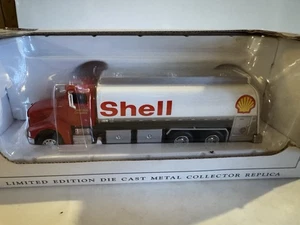 Shell
LIMITED EDITION DIE CAST METAL COLLECTOR REPLICA